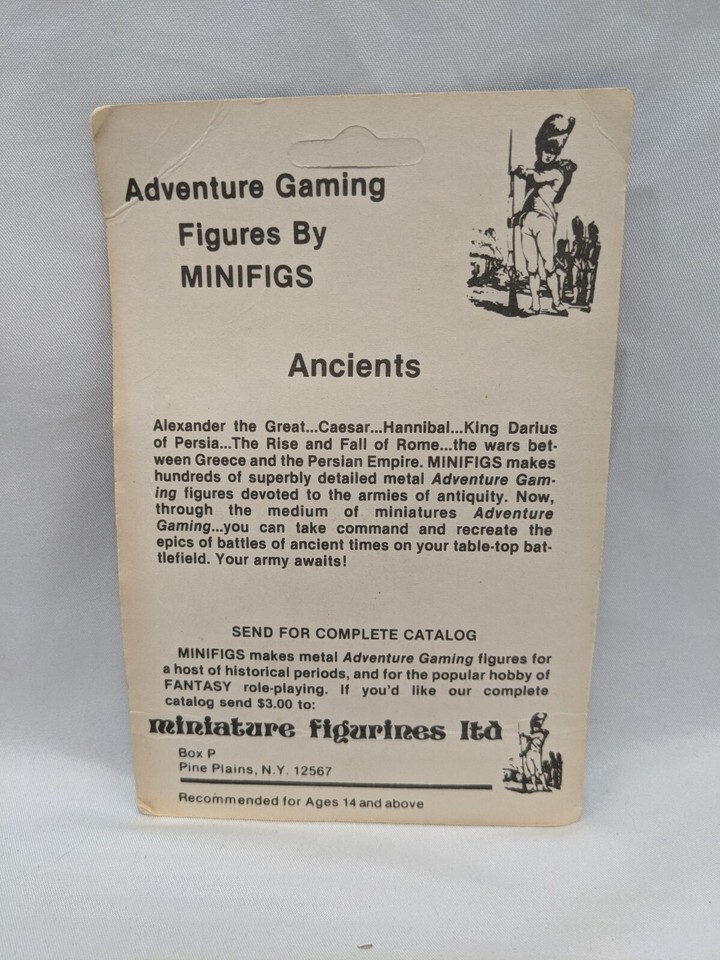 Adventure Gaming
Figures By
MINIFIGS
Ancients
Alexander the Great...Caesar...Hannibal...King Darius
of Persia...The Rise and Fall of Rome...the wars bet-
ween Greece and the Persian Empire. MINIFIGS makes
hundreds of superbly detailed metal Adventure Gam-
ing figures devoted to the armies of antiquity. Now,
through the medium of miniatures Adventure
Gaming...you can take command and recreate the
epics of battles of ancient times on your table-top bat-
tlefield. Your army awaits!
SEND FOR COMPLETE CATALOG
MINIFIGS makes metal Adventure Gaming figures for
a host of historical periods, and for the popular hobby of
FANTASY role-playing. If you'd like our complete
catalog send $3.00 to:
miniature figurines ltd
Box P
Pine Plains, N.Y. 12567
Recommended for Ages 14 and above